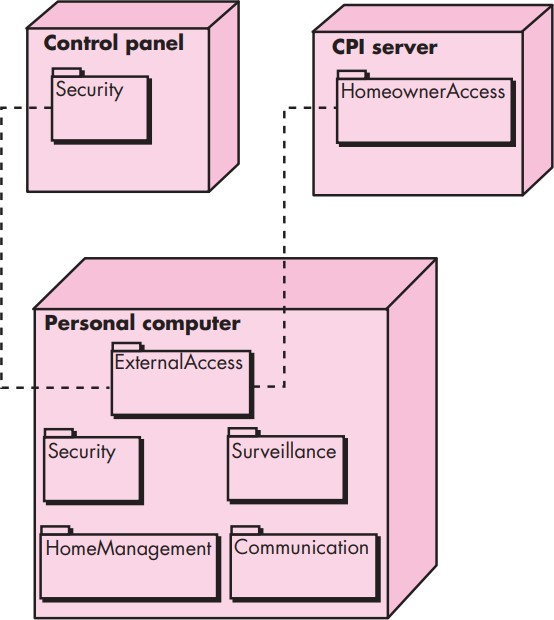 Control panel
Security
CPI server
HomeownerAccess
Personal computer
ExternalAccess
Security
Surveillance
HomeManagement
Communication